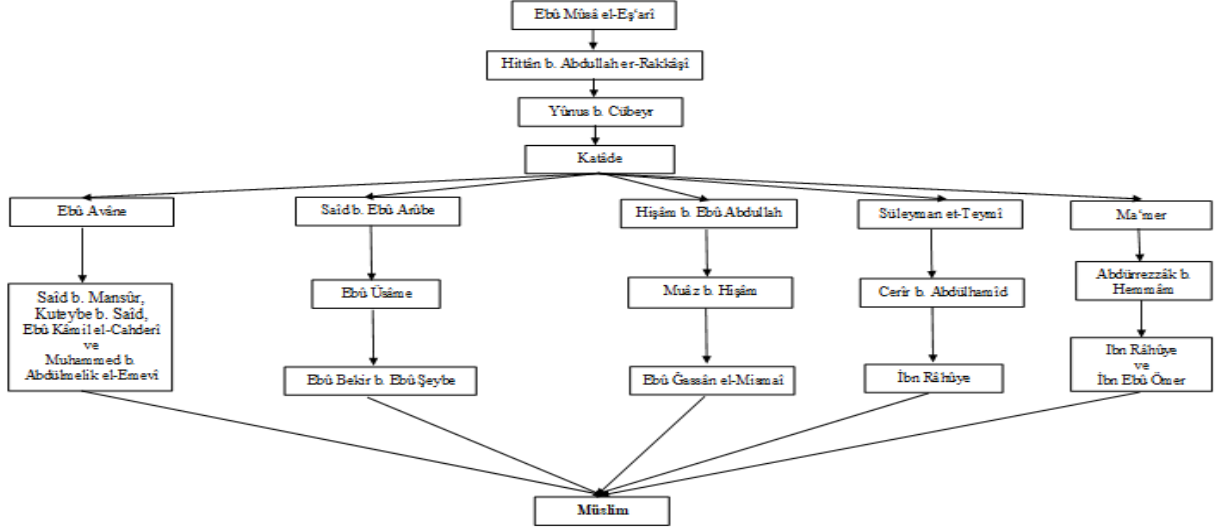 Ebû Mûsâ el-Eş‘arî
Hittân b. Abdullah er-Rakkâşî
Yûnus b. Cübeyr
Katâde
Ebû Avâne
Saîd b. Ebû Arûbe
Hişâm b. Ebû Abdullah
Süleyman et-Teymî
Ma‘mer
Saîd b. Mansûr,
Kuteybe b. Saîd,
Ebû Kâmil el-Cahderî
ve
Muhammed b.
Abdülmelik el-Emevî
Ebû Üsâme
Muâz b. Hişâm
Cerîr b. Abdülhamîd
Abdürrezzâk b.
Hemmâm
Ebû Bekir b. Ebû Şeybe
Ebû Ğassân el-Mismaî
İbn Râhûye
Ibn Râhûye
ve
İbn Ebû Ömer
Müslim